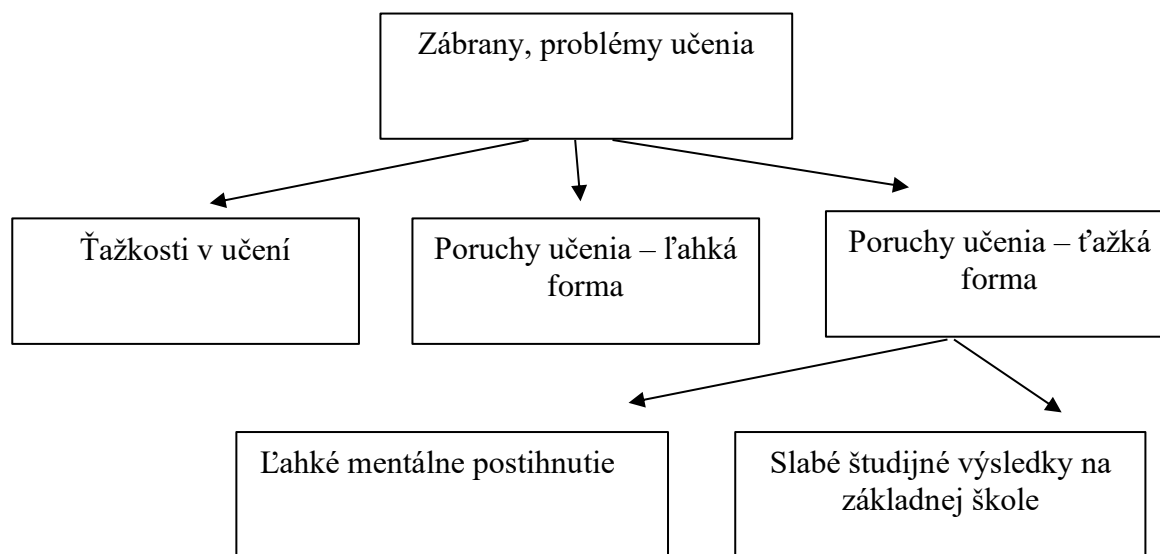 Zábrany, problémy učenia
Ťažkosti v učení
Poruchy učenia – ľahká
forma
Poruchy učenia – ťažká
forma
Ľahké mentálne postihnutie
Slabé študijné výsledky na
základnej škole